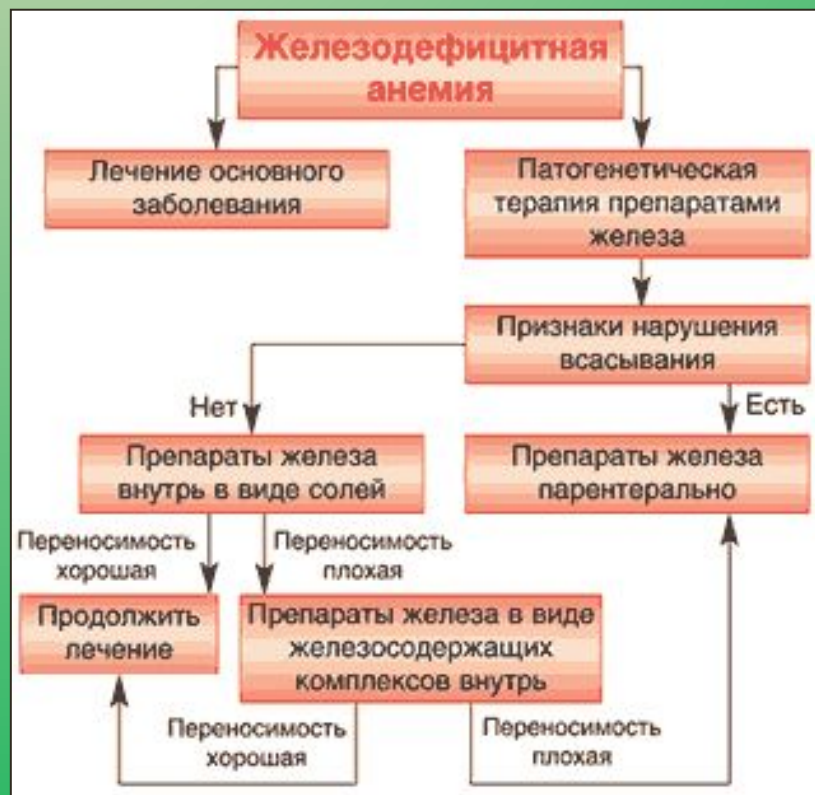 Железодефицитная
анемия
Лечение основного
заболевания
Патогенетическая
терапия препаратами
железа
Признаки нарушения
всасывания
Нет
Есть
Препараты железа
внутрь в виде солей
Препараты железа
парентерально
Переносимость
хорошая
Переносимость
плохая
Продолжить
лечение
Препараты железа в виде
железосодержащих
комплексов внутрь
Переносимость
хорошая
Переносимость
плохая